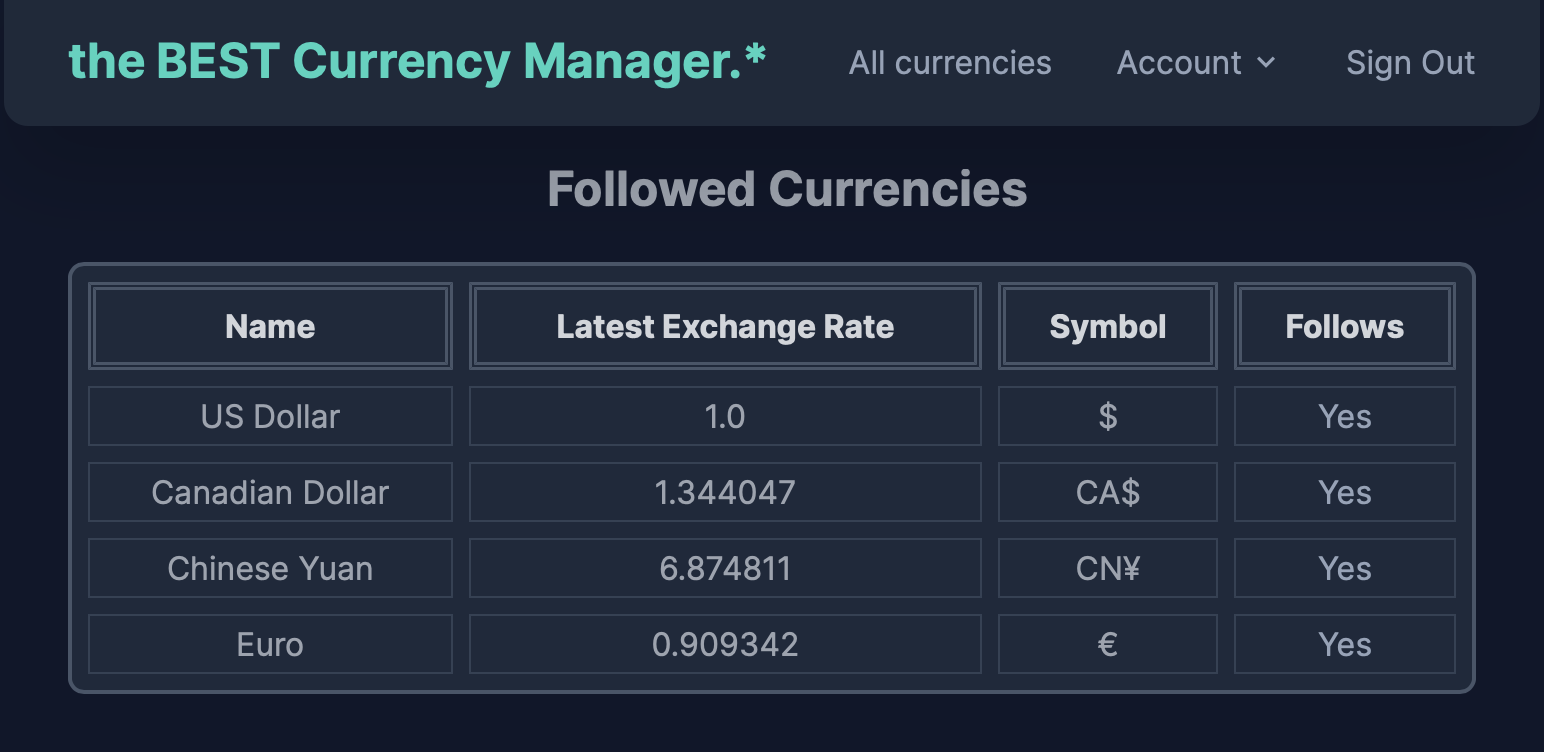 the BEST Currency Manager.* All currencies Account Sign Out
Followed Currencies
Name Latest Exchange Rate Symbol Follows
US Dollar 1.0 $ Yes
Canadian Dollar 1.344047 CA$ Yes
Chinese Yuan 6.874811 CN¥ Yes
Euro 0.909342 € Yes